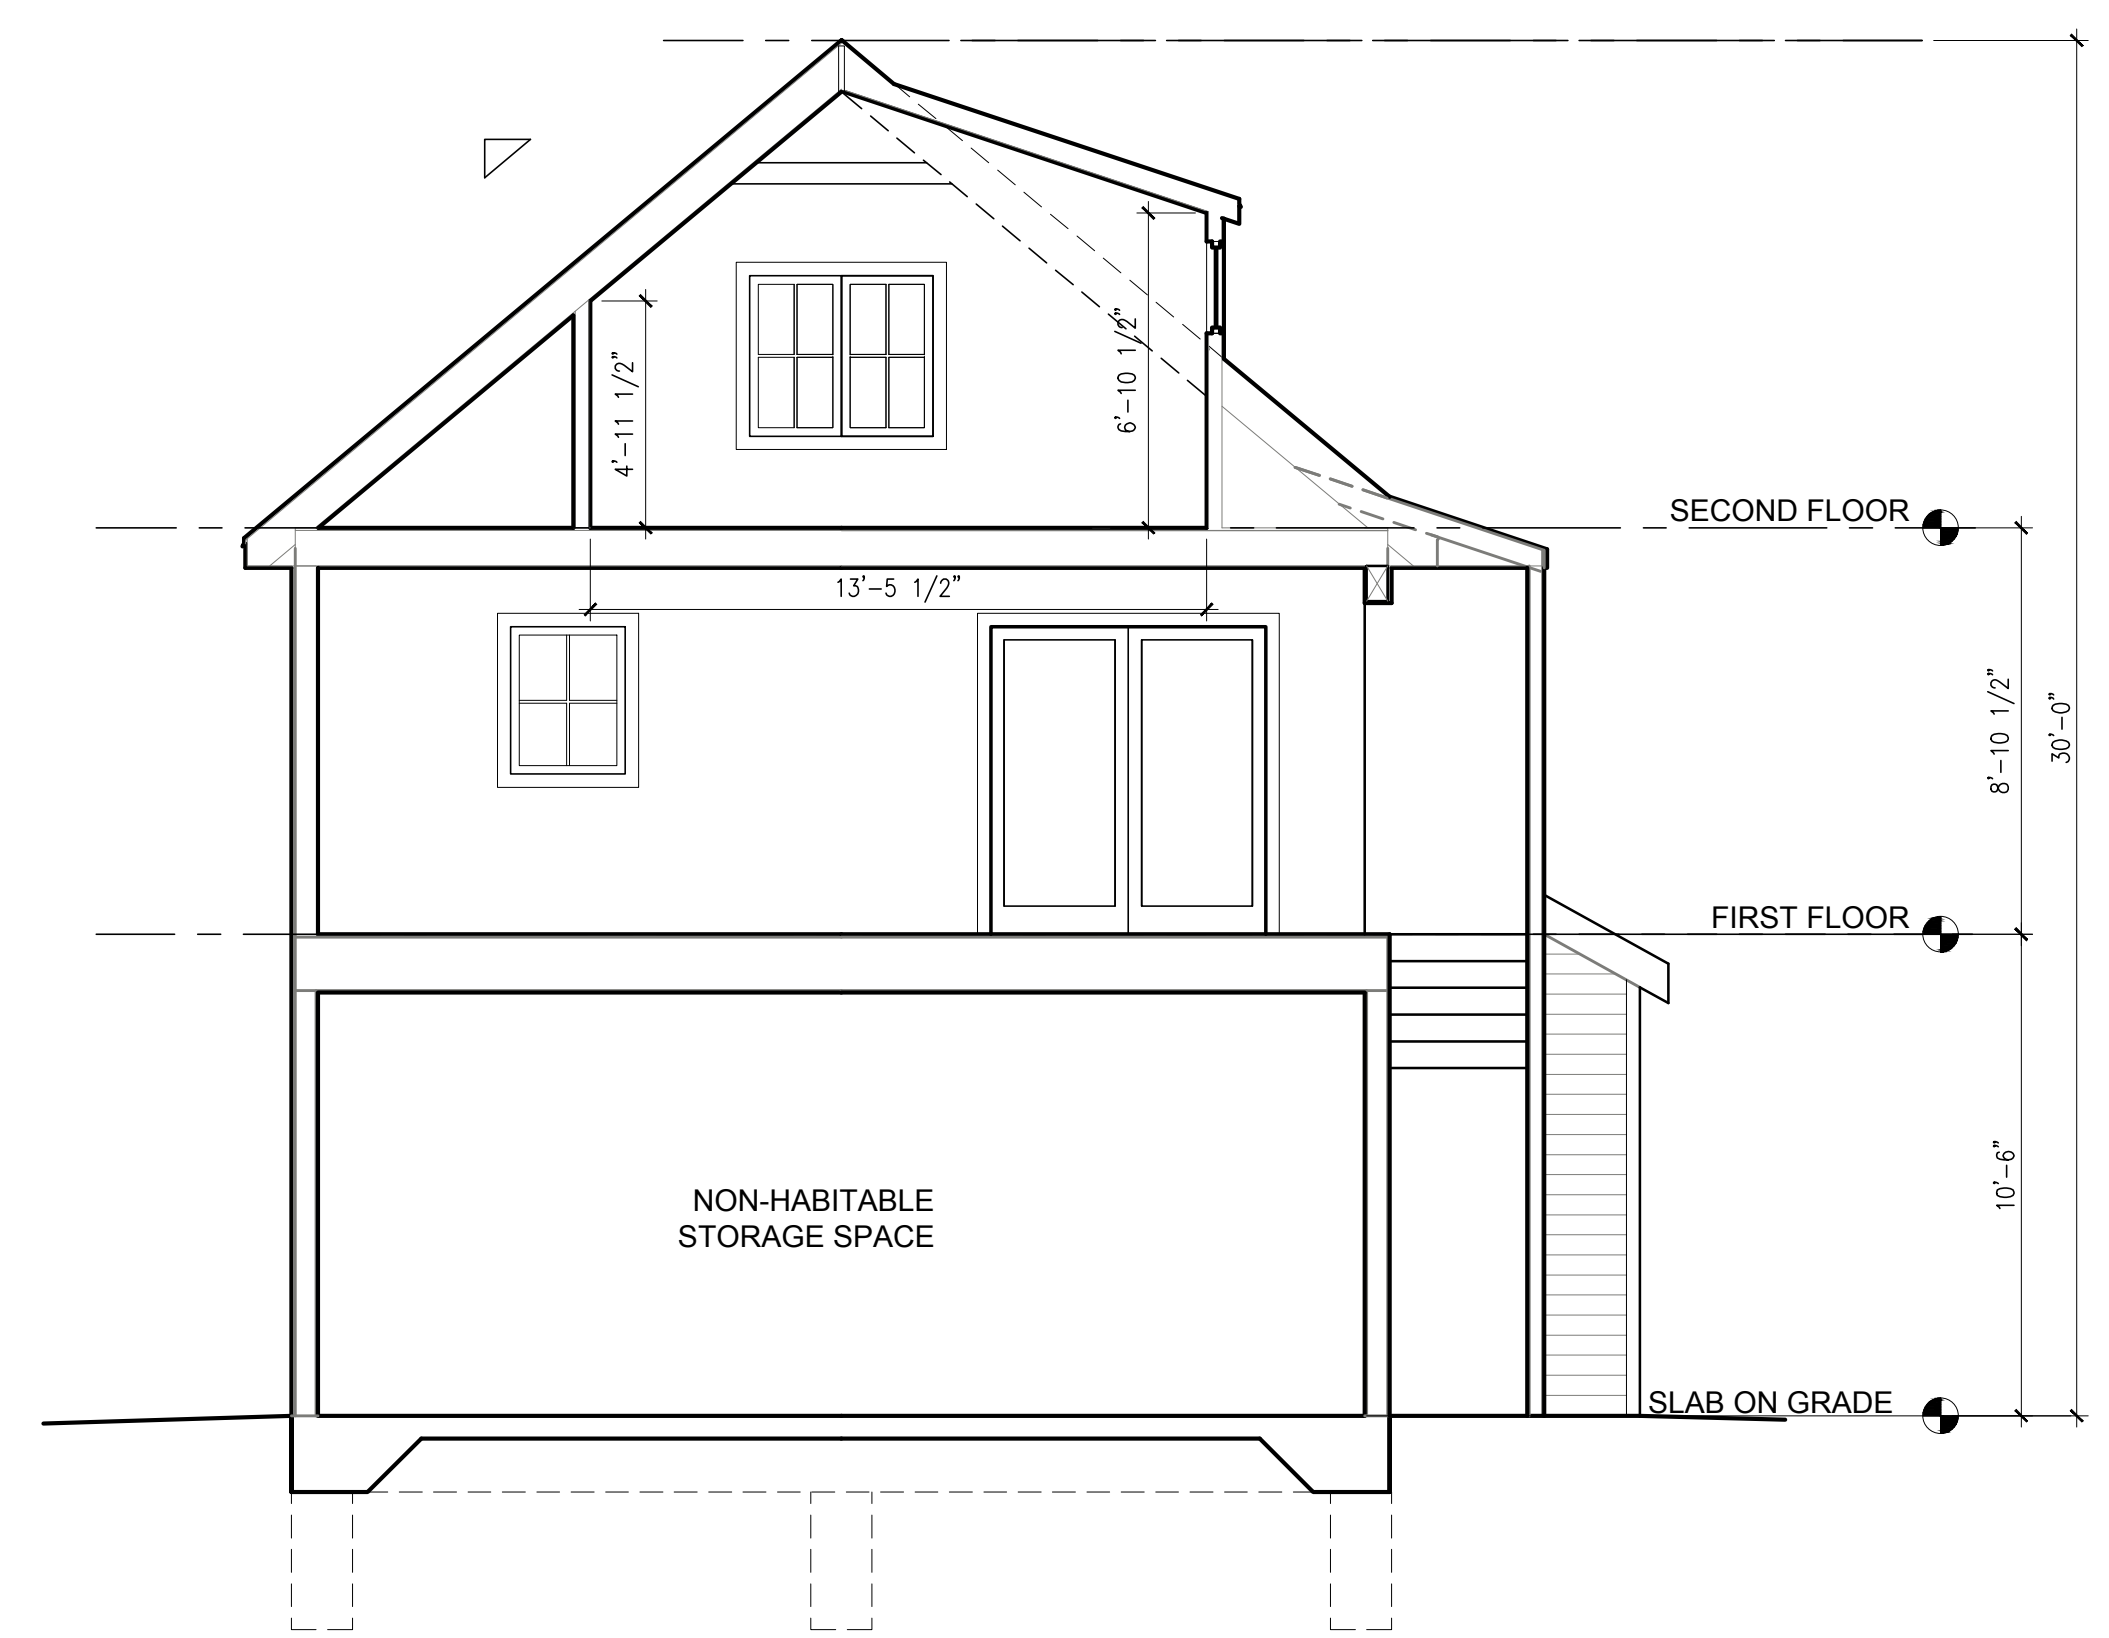 6’-10 1/2”
4’-11 1/2”
SECOND FLOOR
13’-5 1/2”
8’-10 1/2”
30’-0”
FIRST FLOOR
10’-6”
NON-HABITABLE
STORAGE SPACE
SLAB ON GRADE